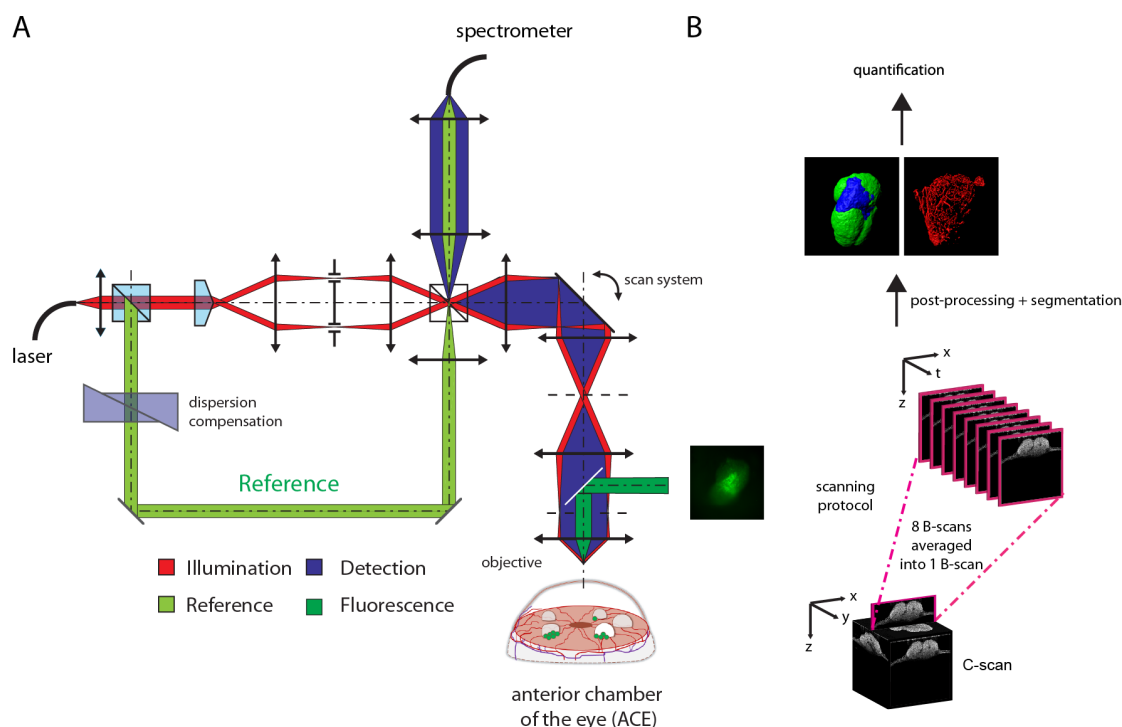 A
spectrometer
scan system
laser
dispersion
compensation
Reference
objective
Illumination
Detection
Reference
Fluorescence
anterior chamber
of the eye (ACE)
B
quantification
post-processing + segmentation
x
t
z
scanning
protocol
8 B-scans
averaged
into 1 B-scan
x
y
z
C-scan